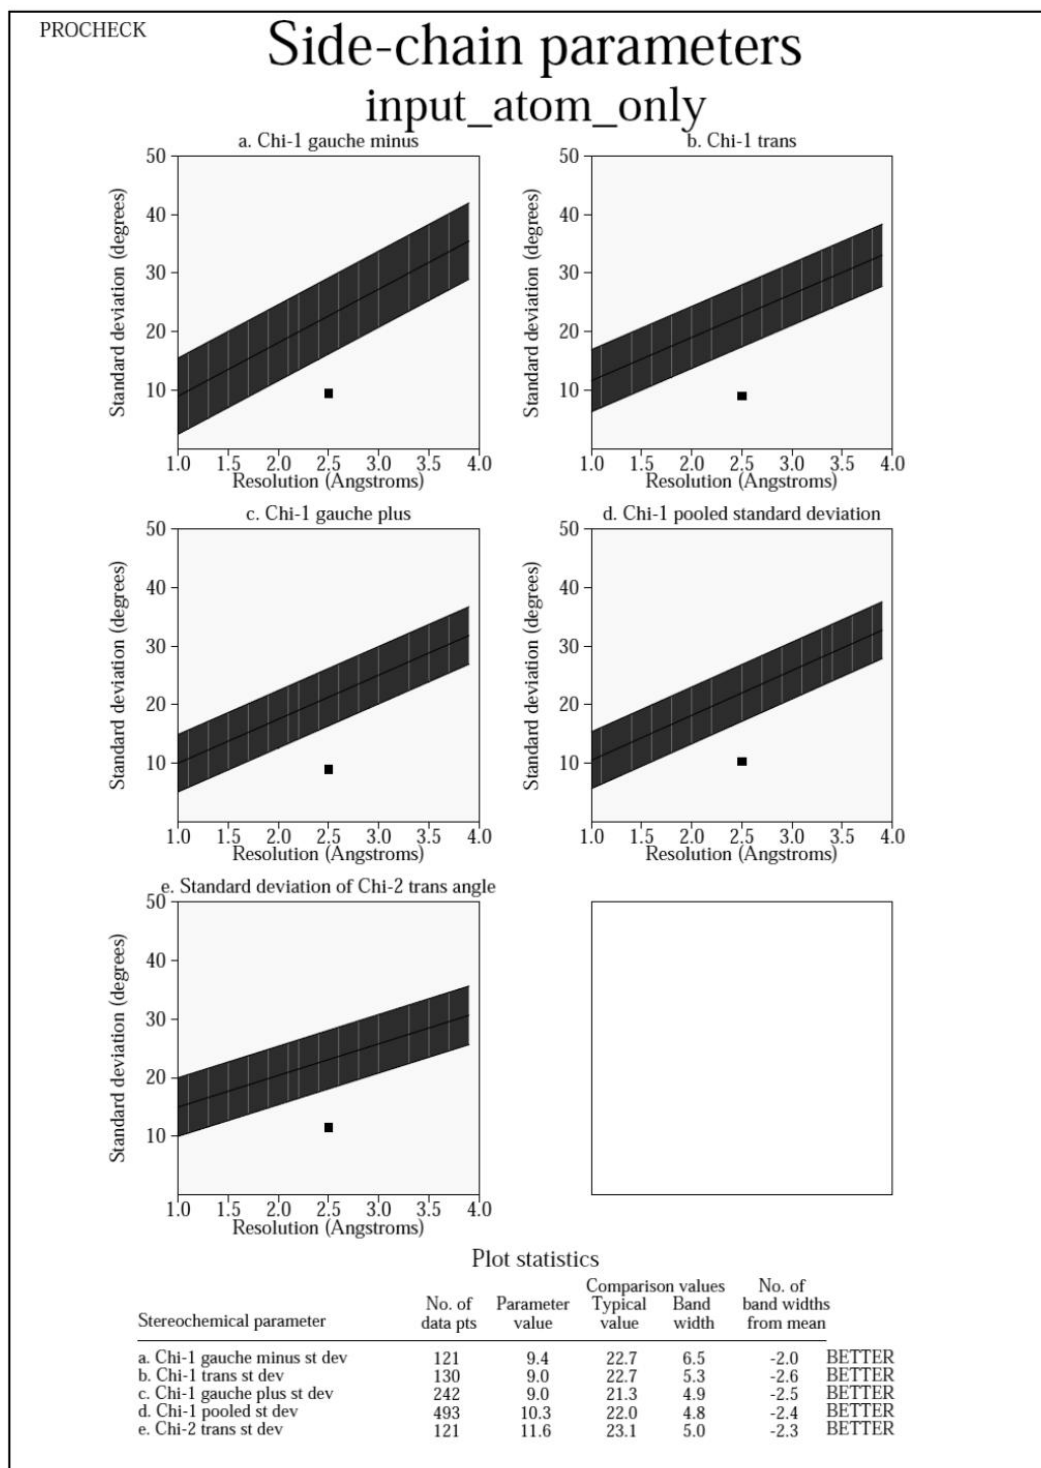 PROCHECK
Side-chain parameters
input_atom_only
a. Chi-1 gauche minus
50
40
30
20
10
Standard deviation (degrees)
1.0 1.5 2.0 2.5 3.0 3.5 4.0
Resolution (Angstroms)
b. Chi-1 trans
50
40
30
20
10
Standard deviation (degrees)
1.0 1.5 2.0 2.5 3.0 3.5 4.0
Resolution (Angstroms)
c. Chi-1 gauche plus
50
40
30
20
10
Standard deviation (degrees)
1.0 1.5 2.0 2.5 3.0 3.5 4.0
Resolution (Angstroms)
d. Chi-1 pooled standard deviation
50
40
30
20
10
Standard deviation (degrees)
1.0 1.5 2.0 2.5 3.0 3.5 4.0
Resolution (Angstroms)
e. Standard deviation of Chi-2 trans angle
50
40
30
20
10
Standard deviation (degrees)
1.0 1.5 2.0 2.5 3.0 3.5 4.0
Resolution (Angstroms)
Plot statistics
Comparison values No. of
No. of Parameter Typical Band band widths
Stereochemical parameter data pts value value width from mean
a. Chi-1 gauche minus st dev 121 9.4 22.7 6.5 -2.0 BETTER
b. Chi-1 trans st dev 130 9.0 22.7 5.3 -2.6 BETTER
c. Chi-1 gauche plus st dev 242 9.0 21.3 4.9 -2.5 BETTER
d. Chi-1 pooled st dev 493 10.3 22.0 4.8 -2.4 BETTER
e. Chi-2 trans st dev 121 11.6 23.1 5.0 -2.3 BETTER